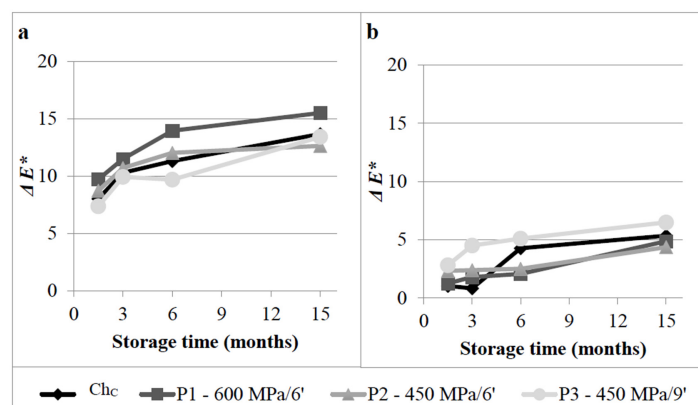 a
20
15
10
5
0
Δ E*
0 3 6 9 12 15
Storage time (months)
b
20
15
10
5
0
Δ E*
0 3 6 9 12 15
Storage time (months)
ChC P1 - 600 MPa/6' P2 - 450 MPa/6' P3 - 450 MPa/9'